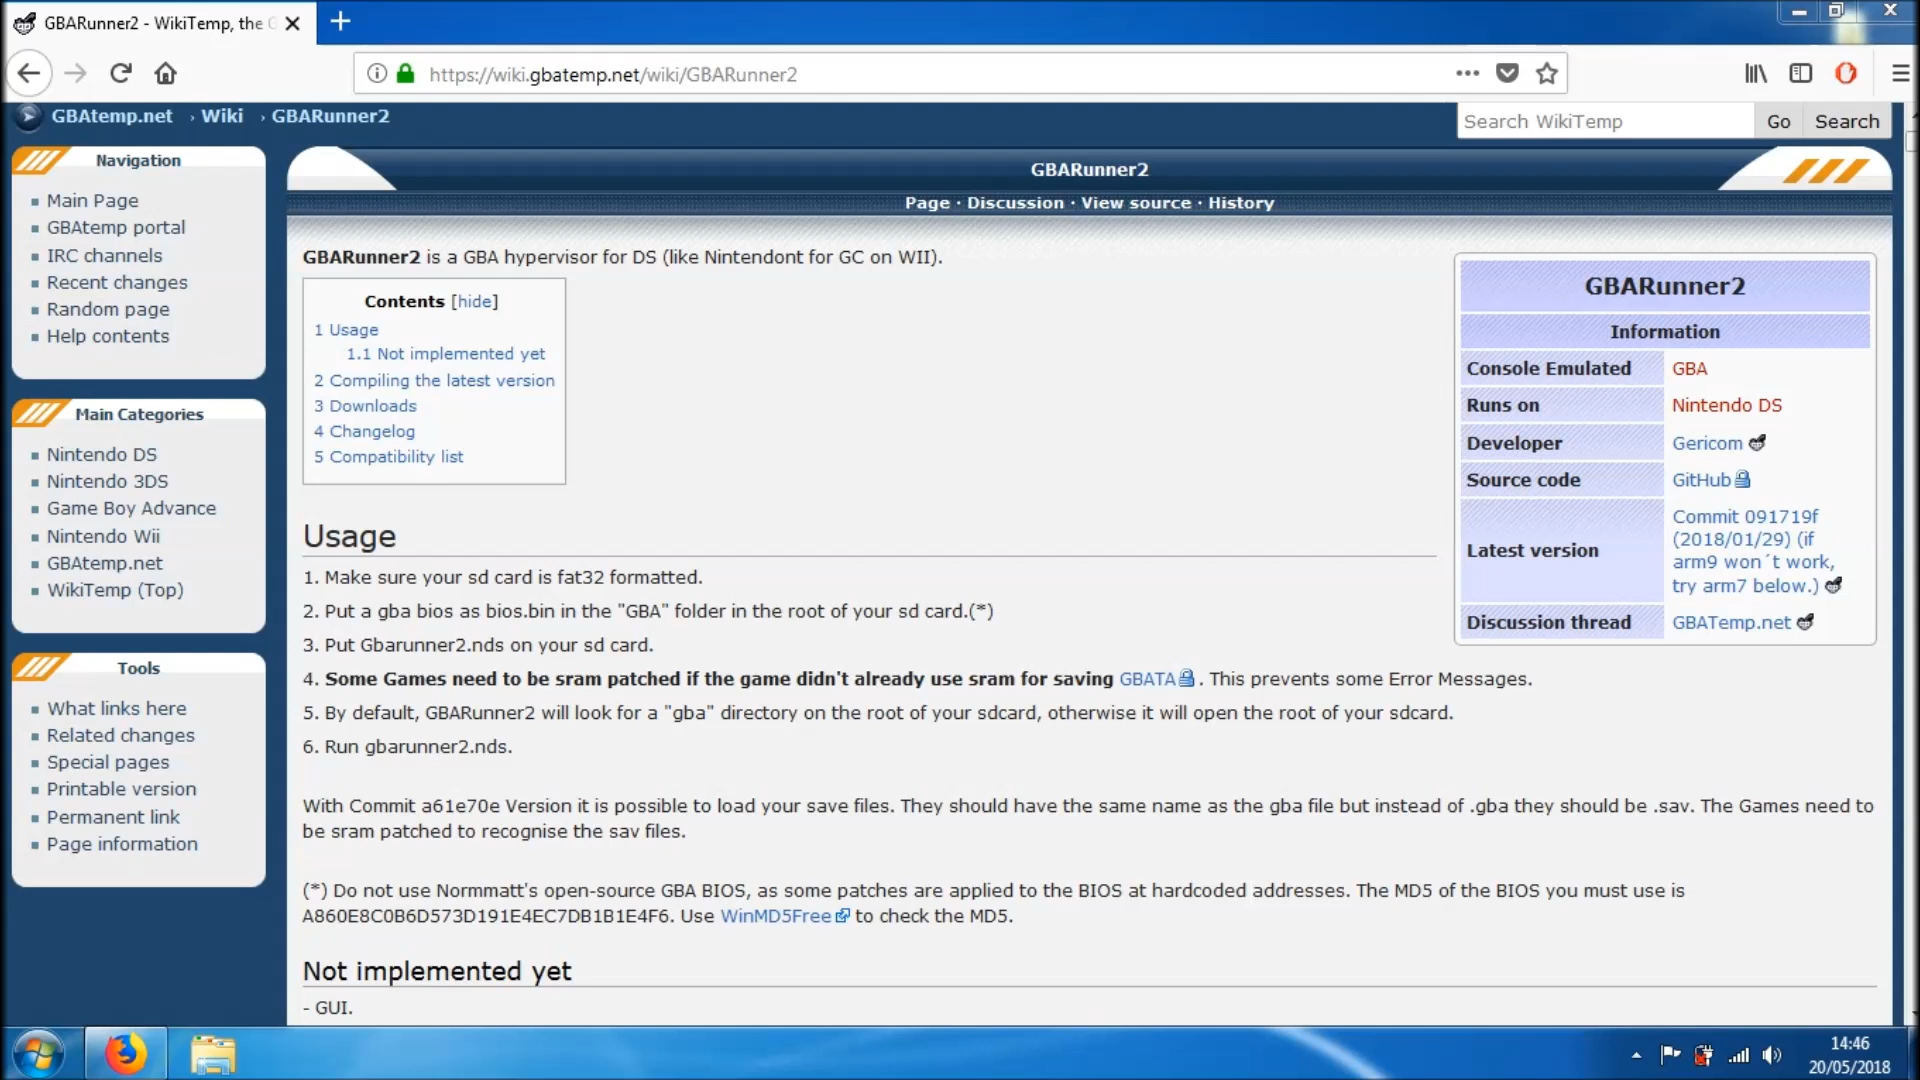 GBARunner2 - WikiTemp, the G
https://wiki.gbatemp.net/wiki/GBARunner2
GBAtemp.net › Wiki › GBARunner2
Search WikiTemp
Go
Search
Navigation
Main Page
GBAtemp portal
IRC channels
Recent changes
Random page
Help contents
Main Categories
Nintendo DS
Nintendo 3DS
Game Boy Advance
Nintendo Wii
GBAtemp.net
WikiTemp (Top)
Tools
What links here
Related changes
Special pages
Printable version
Permanent link
Page information
GBARunner2
Page · Discussion · View source · History
GBARunner2 is a GBA hypervisor for DS (like Nintendont for GC on WII).
Contents [hide]
1 Usage
1.1 Not implemented yet
2 Compiling the latest version
3 Downloads
4 Changelog
5 Compatibility list
GBARunner2
Information
Console Emulated GBA
Runs on Nintendo DS
Developer Gericom
Source code GitHub
Latest version Commit 091719f
(2018/01/29) (if
arm9 won´t work,
try arm7 below.)
Discussion thread GBATemp.net
Usage
1. Make sure your sd card is fat32 formatted.
2. Put a gba bios as bios.bin in the "GBA" folder in the root of your sd card.(*)
3. Put Gbarunner2.nds on your sd card.
4. Some Games need to be sram patched if the game didn't already use sram for saving GBATA . This prevents some Error Messages.
5. By default, GBARunner2 will look for a "gba" directory on the root of your sdcard, otherwise it will open the root of your sdcard.
6. Run gbarunner2.nds.
With Commit a61e70e Version it is possible to load your save files. They should have the same name as the gba file but instead of .gba they should be .sav. The Games need to
be sram patched to recognise the sav files.
(*) Do not use Normmatt's open-source GBA BIOS, as some patches are applied to the BIOS at hardcoded addresses. The MD5 of the BIOS you must use is
A860E8C0B6D573D191E4EC7DB1B1E4F6. Use WinMD5Free to check the MD5.
Not implemented yet
- GUI.
14:46
20/05/2018